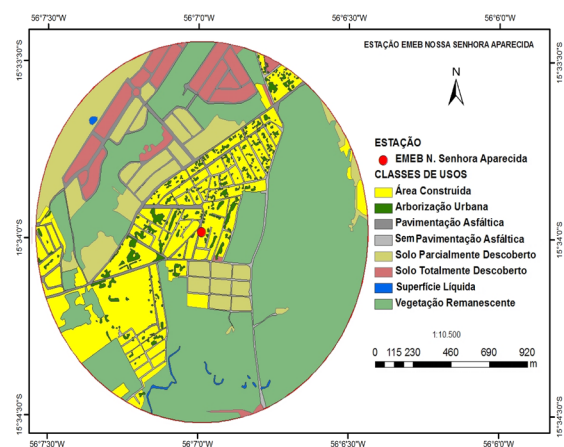 56°7'30"W 56°7'0"W 56°6'30"W 56°6'0"W
ESTAÇÃO EMEB NOSSA SENHORA APARECIDA
15°33'30"S 15°33'30"S
N
ESTAÇÃO
EMEB N. Senhora Aparecida
CLASSES DE USOS
Área Construída
Arborização Urbana
Pavimentação Asfáltica
Sem Pavimentação Asfáltica
Solo Parcialmente Descoberto
Solo Totalmente Descoberto
Superfície Líquida
Vegetação Remanescente
15°34'0"S 15°34'0"S
1:10.500
0 115 230 460 690 920
m
15°34'30"S 15°34'30"S
56°7'30"W 56°7'0"W 56°6'30"W 56°6'0"W